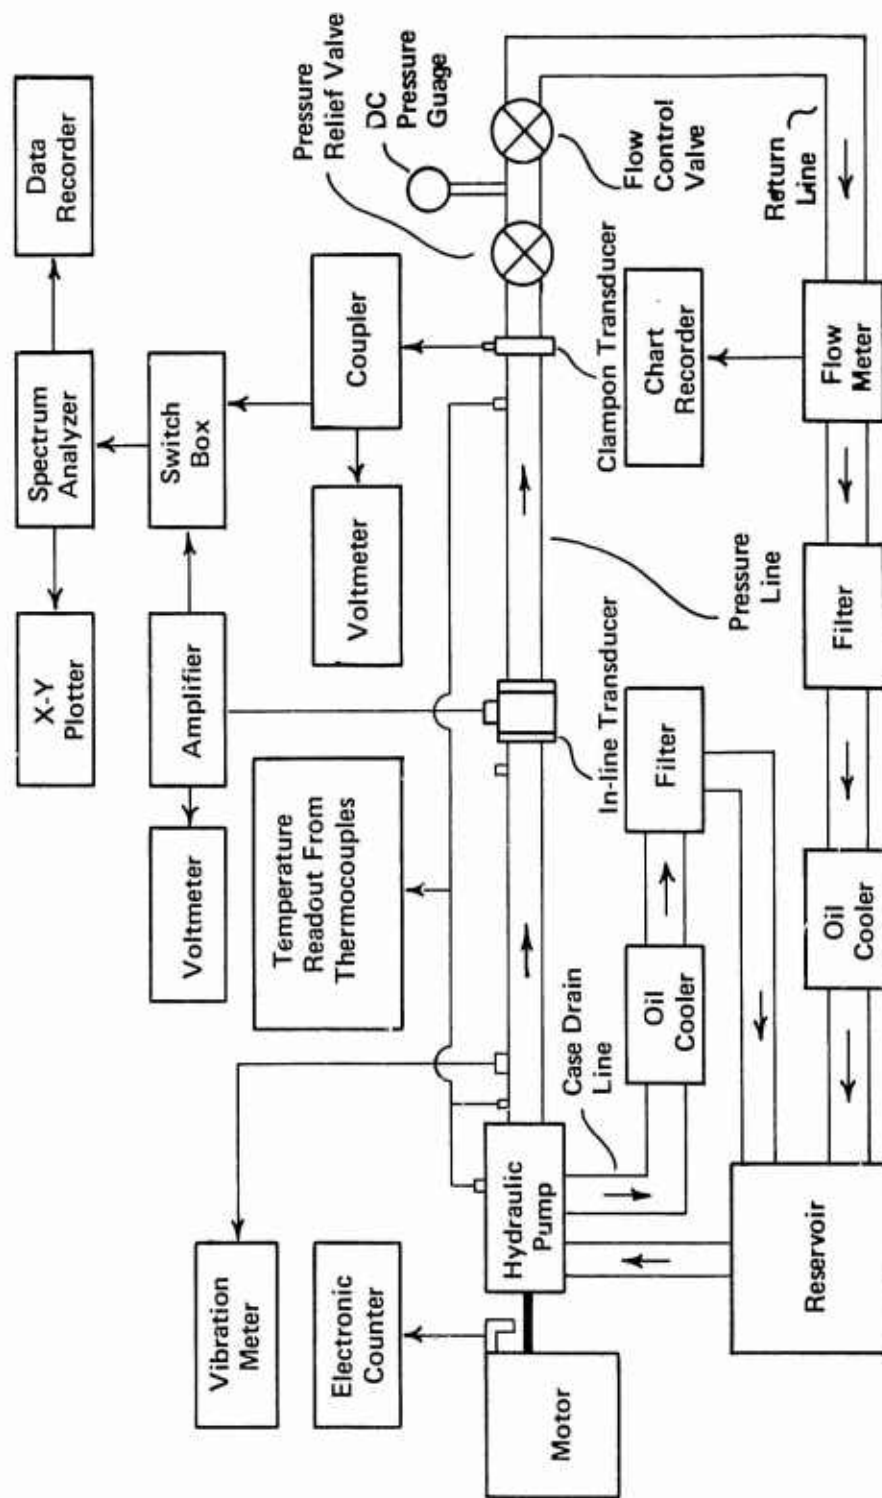 Data
Recorder
Spectrum
Analyzer
X-Y
Plotter
Switch
Box
Amplifier
Voltmeter
Vibration
Meter
Pressure
Relief Valve
DC
Pressure
Guage
Coupler
Voltmeter
Temperature
Readout From
Thermocouples
Electronic
Counter
Motor
Hydraulic
Pump
Case Drain
Line
In-line Transducer
Clampon Transducer
Flow
Control
Valve
Pressure
Line
Return
Line
Chart
Recorder
Filter
Oil
Cooler
Flow
Meter
Filter
Oil
Cooler
Reservoir